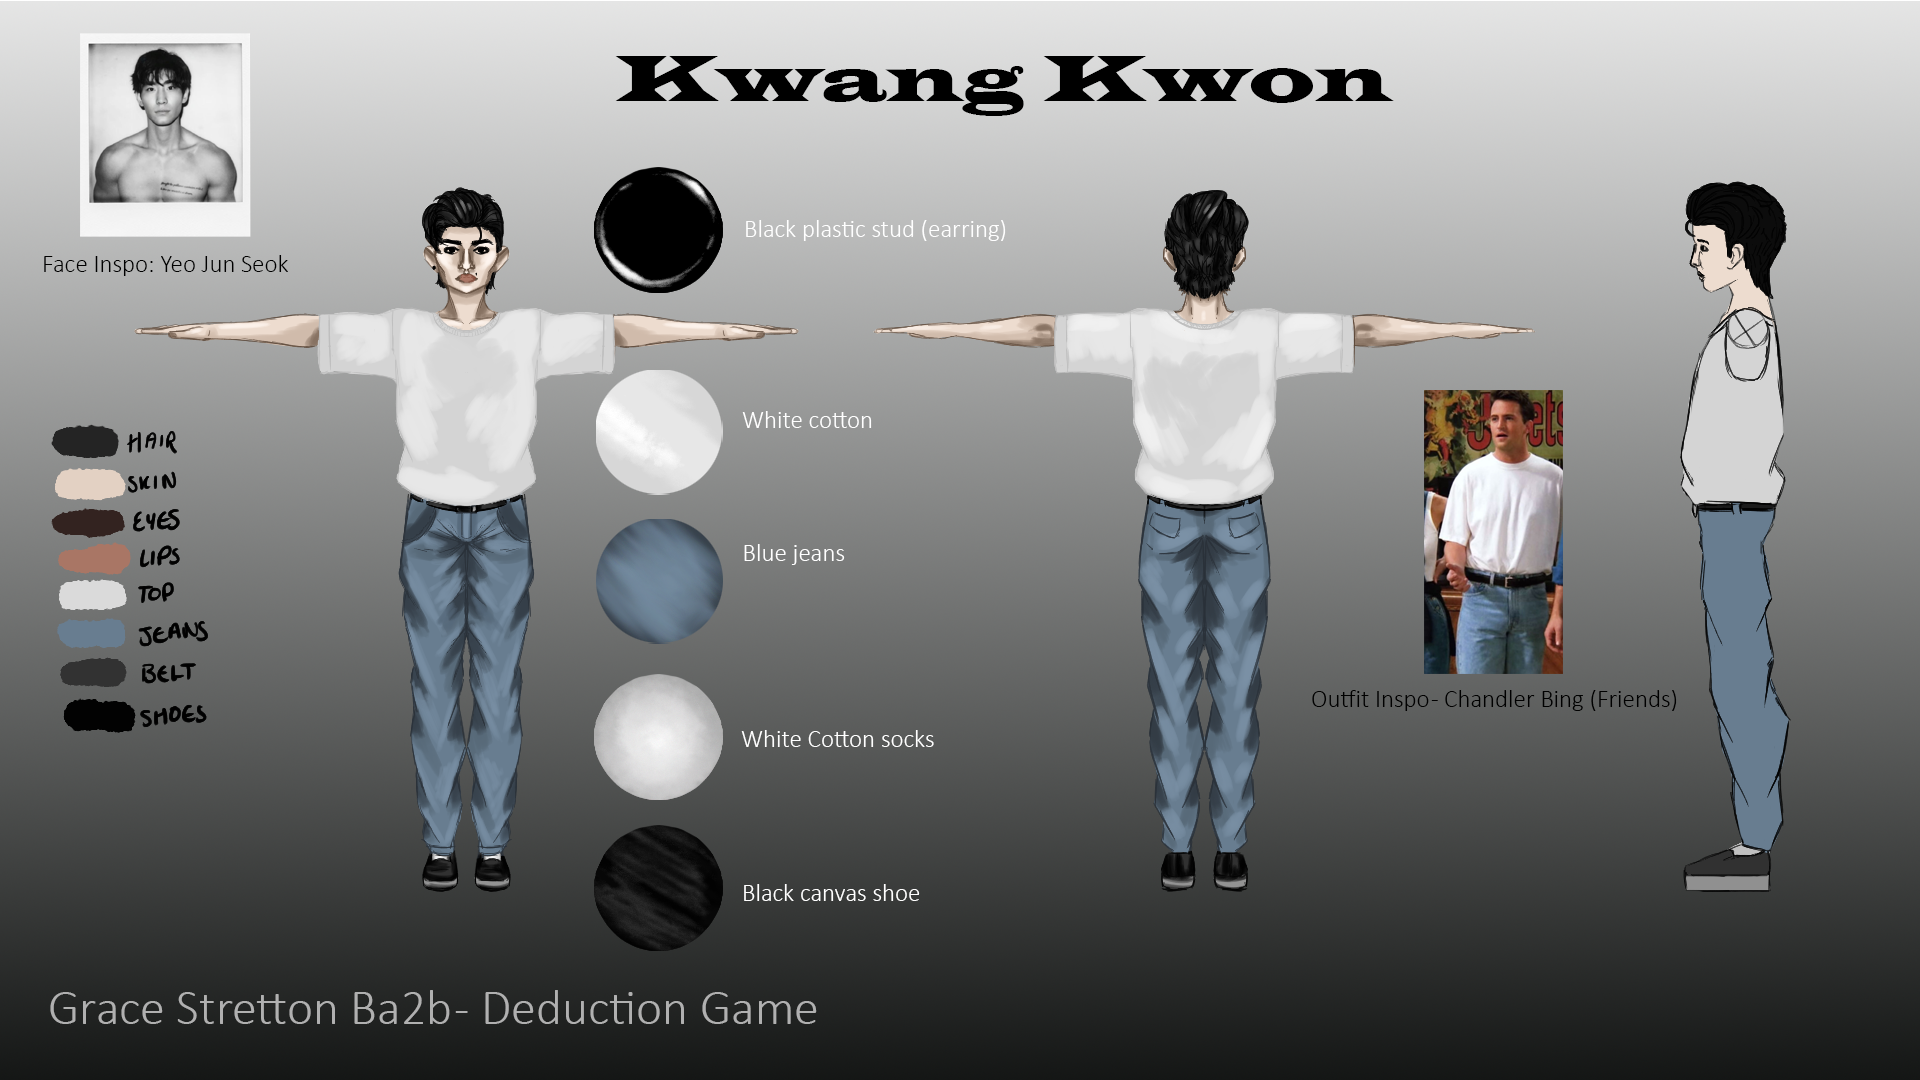 Kwang Kwon
Face Inspo: Yeo Jun Seok
Black plastic stud (earring)
White cotton
HAIR
SKIN
EYES
LIPS
TOP
JEANS
BELT
SHOES
Blue jeans
White Cotton socks
Black canvas shoe
Outfit Inspo- Chandler Bing (Friends)
Grace Stretton Ba2b- Deduction Game